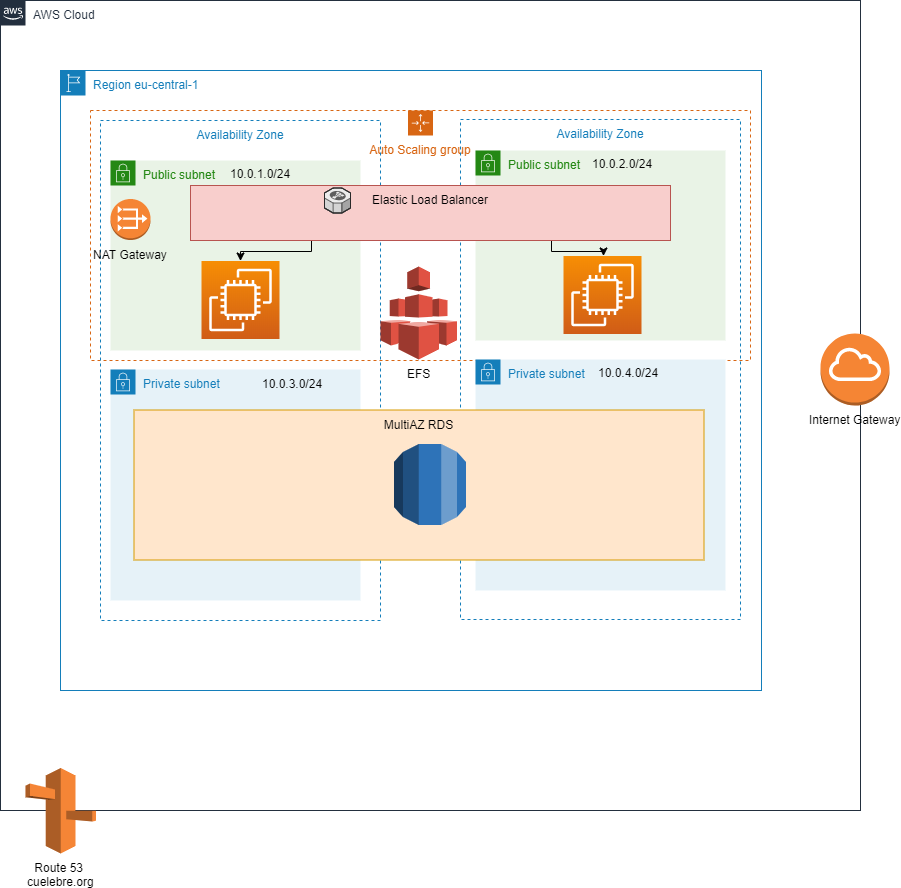 aws
AWS Cloud
Region eu-central-1
Availability Zone
Availability Zone
Auto Scaling group
Public subnet 10.0.1.0/24
Public subnet 10.0.2.0/24
Elastic Load Balancer
NAT Gateway
EFS
Private subnet 10.0.3.0/24
Private subnet 10.0.4.0/24
Internet Gateway
MultiAZ RDS
Route 53
cuelebre.org